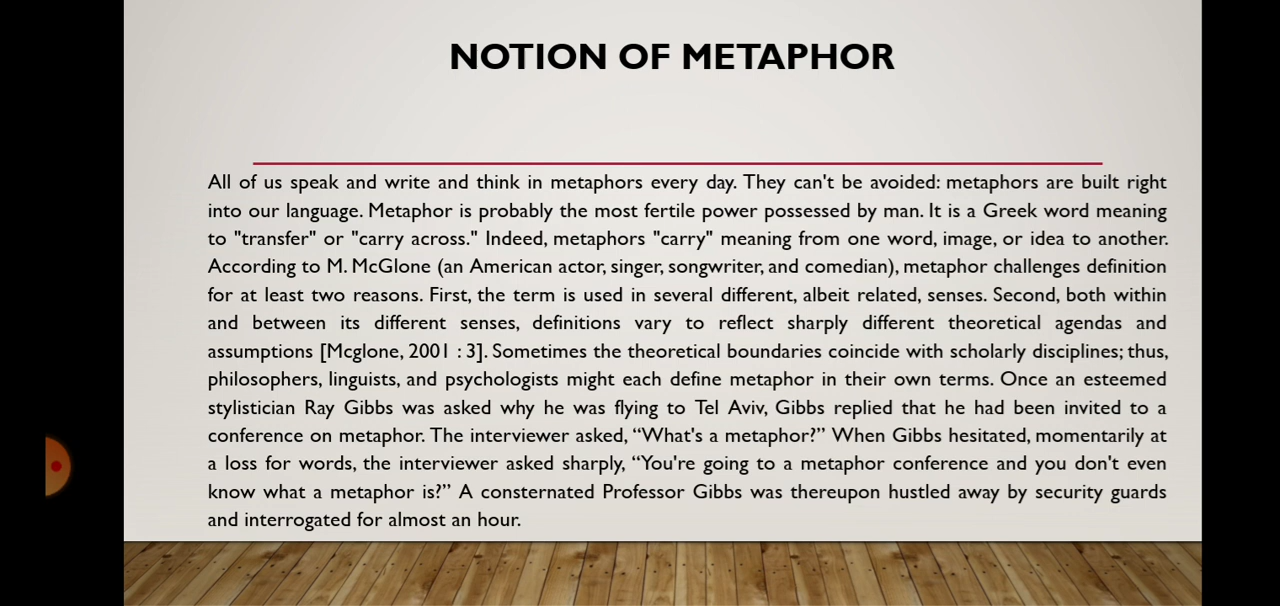 NOTION OF METAPHOR
All of us speak and write and think in metaphors every day. They can't be avoided: metaphors are built right
into our language. Metaphor is probably the most fertile power possessed by man. It is a Greek word meaning
to "transfer" or "carry across." Indeed, metaphors "carry" meaning from one word, image, or idea to another.
According to M. McGlone (an American actor, singer, songwriter, and comedian), metaphor challenges definition
for at least two reasons. First, the term is used in several different, albeit related, senses. Second, both within
and between its different senses, definitions vary to reflect sharply different theoretical agendas and
assumptions [Mcglone, 2001 : 3]. Sometimes the theoretical boundaries coincide with scholarly disciplines; thus,
philosophers, linguists, and psychologists might each define metaphor in their own terms. Once an esteemed
stylistician Ray Gibbs was asked why he was flying to Tel Aviv, Gibbs replied that he had been invited to a
conference on metaphor. The interviewer asked, “What's a metaphor?” When Gibbs hesitated, momentarily at
a loss for words, the interviewer asked sharply, “You're going to a metaphor conference and you don't even
know what a metaphor is?” A consternated Professor Gibbs was thereupon hustled away by security guards
and interrogated for almost an hour.